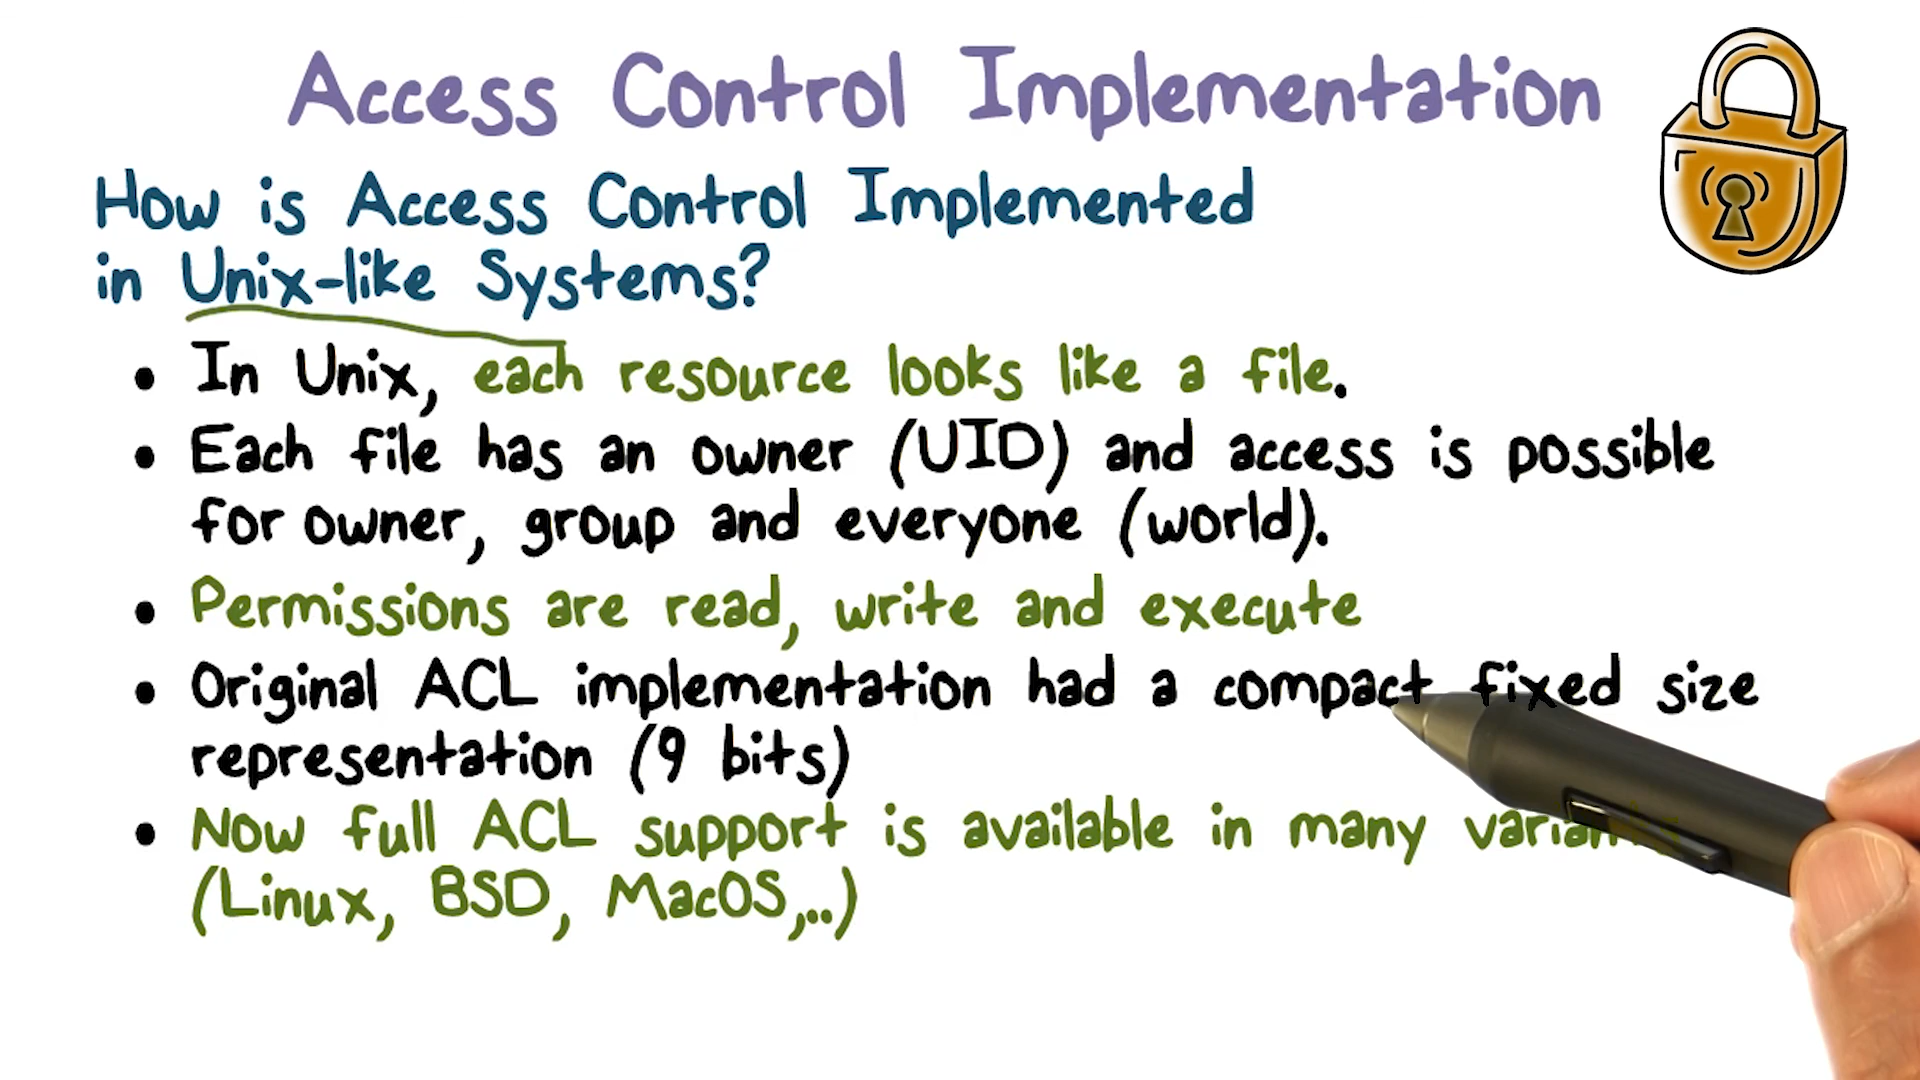 Access Control Implementation
How is Access Control Implemented
in Unix-like Systems?
• In Unix, each resource looks like a file.
• Each file has an owner (UID) and access is possible
for owner, group and everyone (world).
• Permissions are read, write and execute
• Original ACL implementation had a compact fixed size
representation (9 bits)
• Now full ACL support is available in many
(Linux, BSD, MacOS,..)